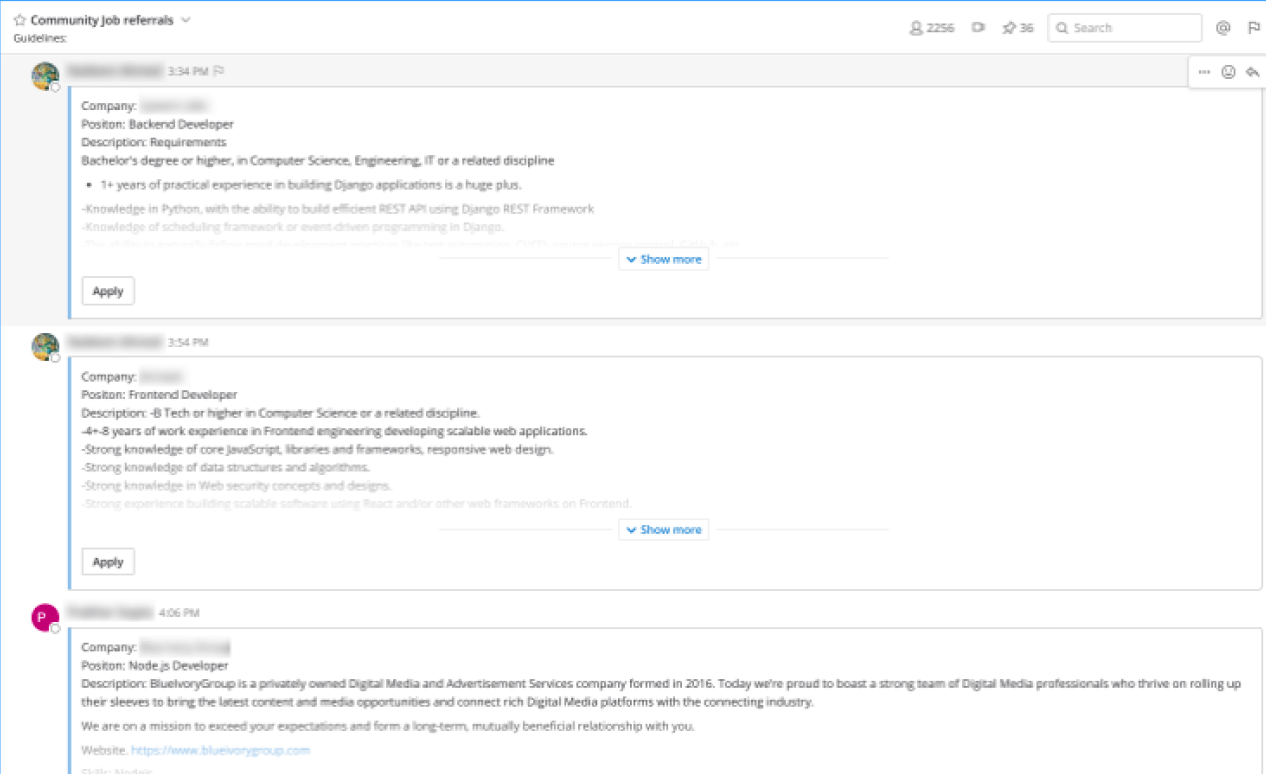 Community Job referrals
Guidelines:
2256
36
Search
3:34 PM
Company:
Positon: Backend Developer
Description: Requirements
Bachelor's degree or higher, in Computer Science, Engineering, IT or a related discipline
• 1+ years of practical experience in building Django applications is a huge plus.
-Knowledge in Python, with the ability to build efficient REST API using Django REST Framework
-Knowledge of scheduling framework or event-driven programming in Django.
Show more
Apply
3:54 PM
Company:
Positon: Frontend Developer
Description: -B Tech or higher in Computer Science or a related discipline.
-4+-8 years of work experience in Frontend engineering developing scalable web applications.
-Strong knowledge of core JavaScript, libraries and frameworks, responsive web design.
-Strong knowledge of data structures and algorithms.
-Strong knowledge in Web security concepts and designs.
-Strong experience building scalable software using React and/or other web frameworks on Frontend.
Show more
Apply
P
4:06 PM
Company:
Positon: Node.js Developer
Description: BlueIvoryGroup is a privately owned Digital Media and Advertisement Services company formed in 2016. Today we're proud to boast a strong team of Digital Media professionals who thrive on rolling up
their sleeves to bring the latest content and media opportunities and connect rich Digital Media platforms with the connecting industry.
We are on a mission to exceed your expectations and form a long-term, mutually beneficial relationship with you.
Website. https://www.blueivorygroup.com
Skills: Nodejs